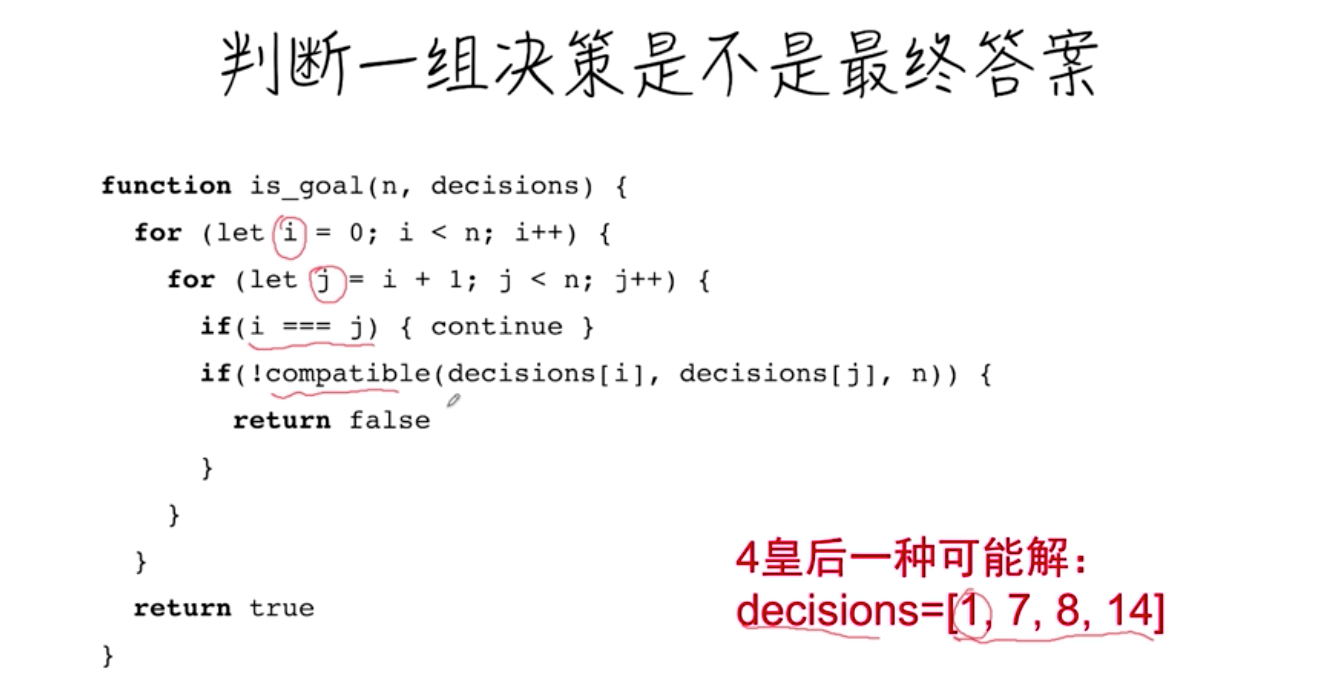 判断一组决策是不是最终答案
function is_goal(n, decisions) {
for (let i = 0; i < n; i++) {
for (let j = i + 1; j < n; j++) {
if(i === j) { continue }
if(!compatible(decisions[i], decisions[j], n)) {
return false
}
}
}
return true
}
4皇后一种可能解：
decisions=[1, 7, 8, 14]